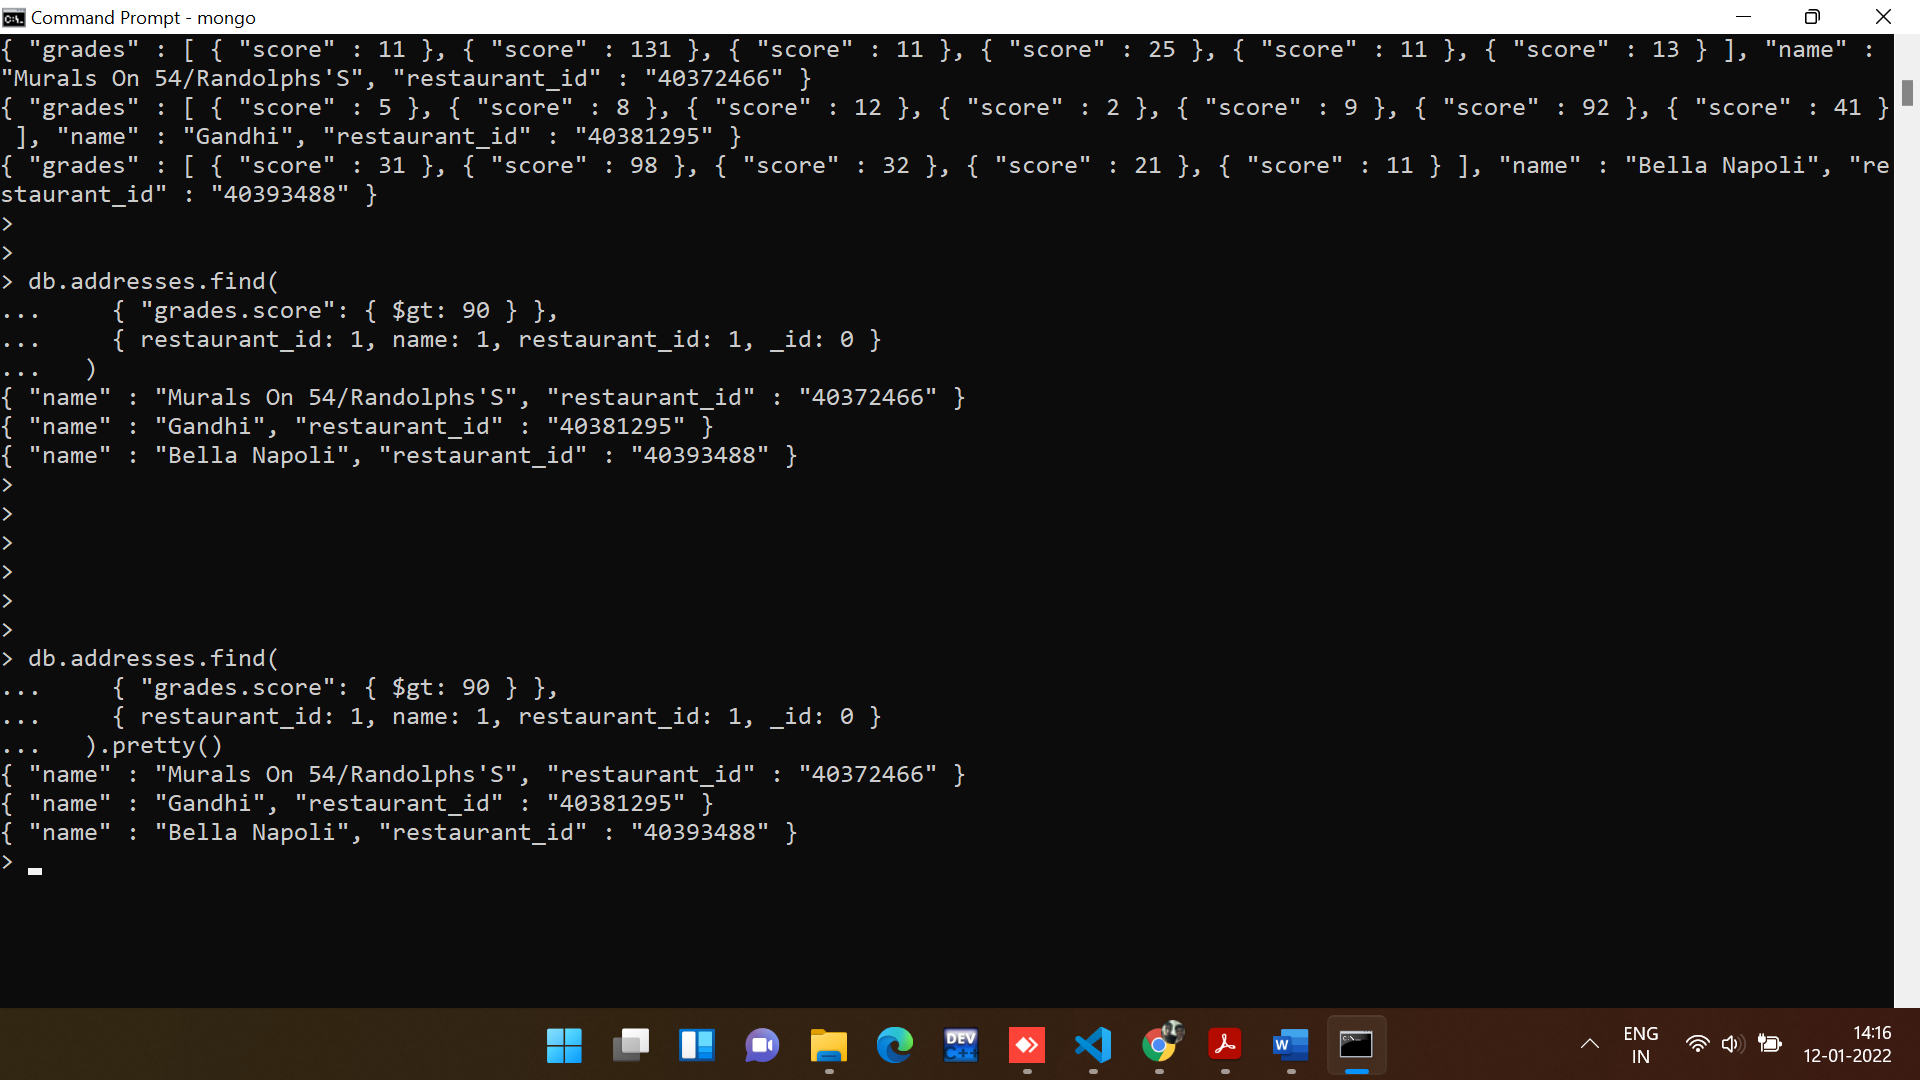 Command Prompt - mongo
{ "grades" : [ { "score" : 11 }, { "score" : 131 }, { "score" : 11 }, { "score" : 25 }, { "score" : 11 }, { "score" : 13 } ], "name" :
"Murals On 54/Randolphs'S", "restaurant_id" : "40372466" }
{ "grades" : [ { "score" : 5 }, { "score" : 8 }, { "score" : 12 }, { "score" : 2 }, { "score" : 9 }, { "score" : 92 }, { "score" : 41 }
 ], "name" : "Gandhi", "restaurant_id" : "40381295" }
{ "grades" : [ { "score" : 31 }, { "score" : 98 }, { "score" : 32 }, { "score" : 21 }, { "score" : 11 } ], "name" : "Bella Napoli", "re
staurant_id" : "40393488" }
>
>
> db.addresses.find(
...     { "grades.score": { $gt: 90 } },
...     { restaurant_id: 1, name: 1, restaurant_id: 1, _id: 0 }
...   )
{ "name" : "Murals On 54/Randolphs'S", "restaurant_id" : "40372466" }
{ "name" : "Gandhi", "restaurant_id" : "40381295" }
{ "name" : "Bella Napoli", "restaurant_id" : "40393488" }
>
>
>
>
>
>
> db.addresses.find(
...     { "grades.score": { $gt: 90 } },
...     { restaurant_id: 1, name: 1, restaurant_id: 1, _id: 0 }
...   ).pretty()
{ "name" : "Murals On 54/Randolphs'S", "restaurant_id" : "40372466" }
{ "name" : "Gandhi", "restaurant_id" : "40381295" }
{ "name" : "Bella Napoli", "restaurant_id" : "40393488" }
>
DEV
C++
W
ENG
IN
14:16
12-01-2022